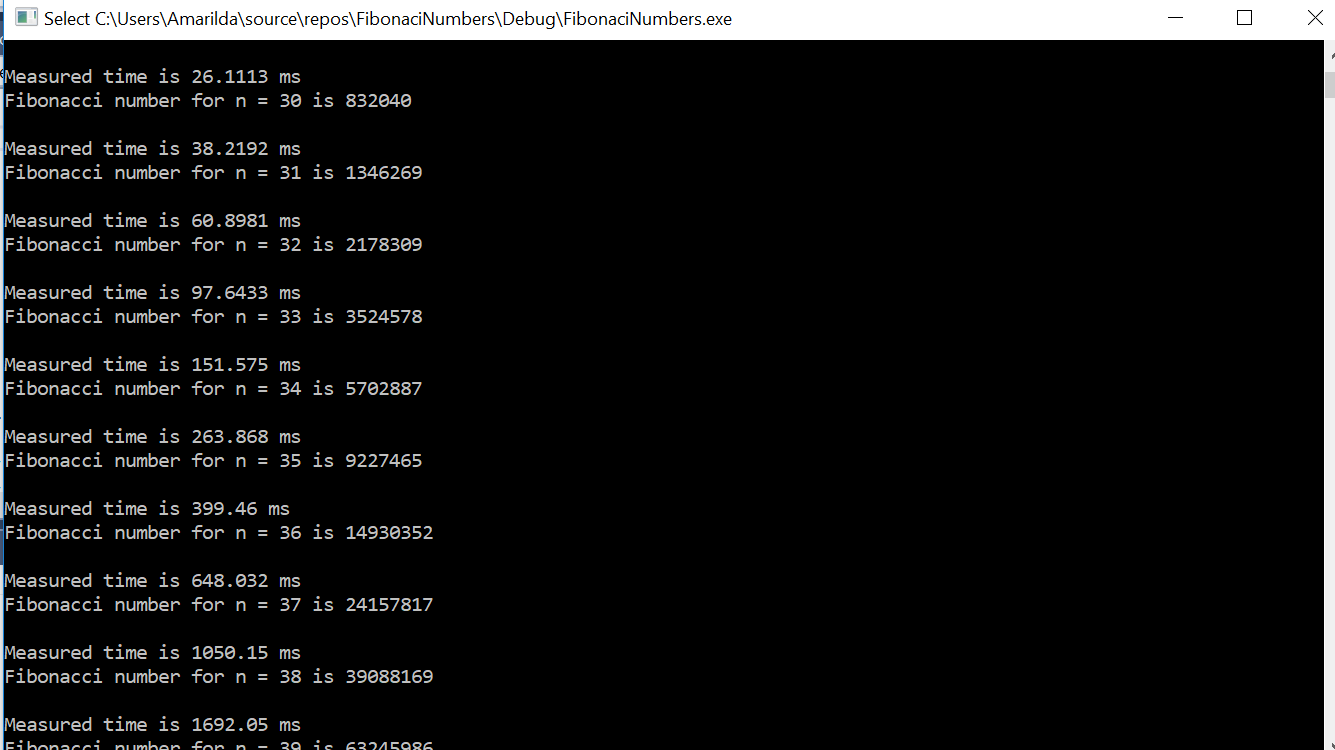 Select C:\Users\Amarilda\source\repos\FibonaciNumbers\Debug\FibonaciNumbers.exe
Measured time is 26.1113 ms
Fibonacci number for n = 30 is 832040
Measured time is 38.2192 ms
Fibonacci number for n = 31 is 1346269
Measured time is 60.8981 ms
Fibonacci number for n = 32 is 2178309
Measured time is 97.6433 ms
Fibonacci number for n = 33 is 3524578
Measured time is 151.575 ms
Fibonacci number for n = 34 is 5702887
Measured time is 263.868 ms
Fibonacci number for n = 35 is 9227465
Measured time is 399.46 ms
Fibonacci number for n = 36 is 14930352
Measured time is 648.032 ms
Fibonacci number for n = 37 is 24157817
Measured time is 1050.15 ms
Fibonacci number for n = 38 is 39088169
Measured time is 1692.05 ms
Fibonacci number for n = 39 is 63245986